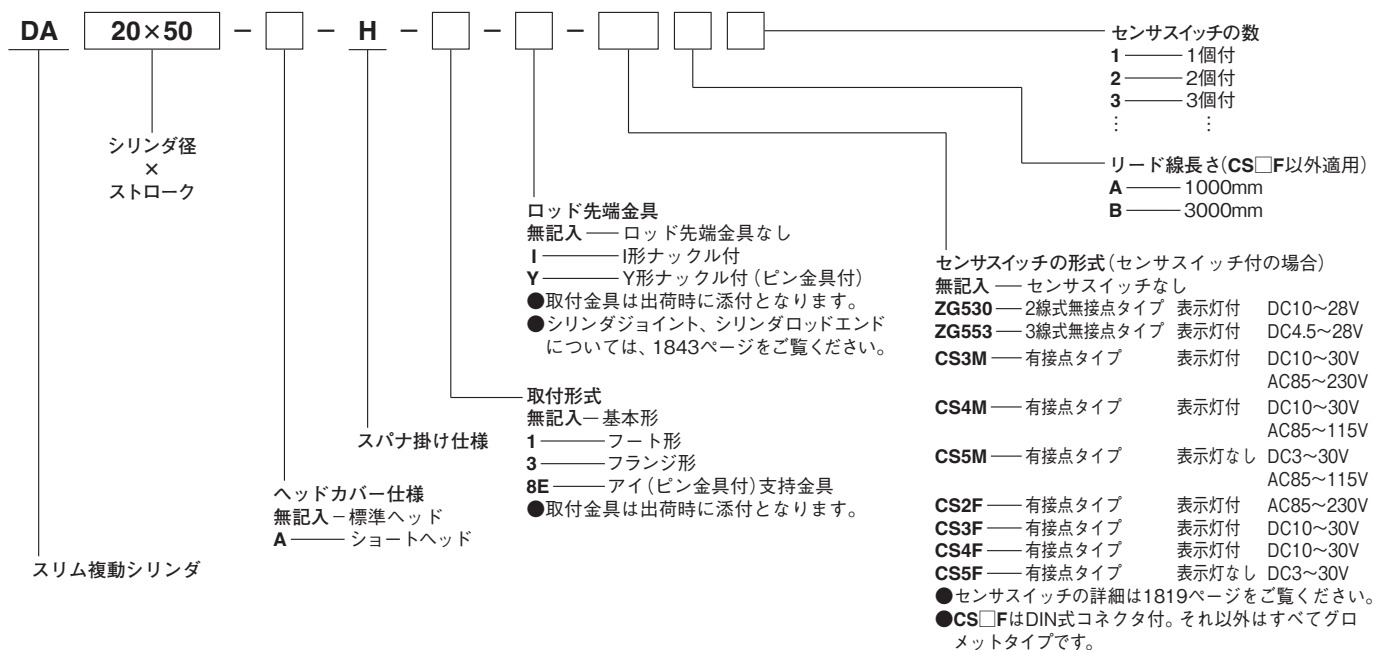 DA 20×50 － □ － H － □ － □ － □ □ □
センサスイッチの数
1 ─── 1個付
2 ─── 2個付
3 ─── 3個付
⋮ ⋮
リード線長さ(CS□F以外適用)
A ─── 1000mm
B ─── 3000mm
センサスイッチの形式(センサスイッチ付の場合)
無記入 ── センサスイッチなし
ZG530 ── 2線式無接点タイプ 表示灯付 DC10〜28V
ZG553 ── 3線式無接点タイプ 表示灯付 DC4.5〜28V
CS3M ── 有接点タイプ 表示灯付 DC10〜30V
AC85〜230V
CS4M ── 有接点タイプ 表示灯付 DC10〜30V
AC85〜115V
CS5M ── 有接点タイプ 表示灯なし DC3〜30V
AC85〜115V
CS2F ── 有接点タイプ 表示灯付 AC85〜230V
CS3F ── 有接点タイプ 表示灯付 DC10〜30V
CS4F ── 有接点タイプ 表示灯付 DC10〜30V
CS5F ── 有接点タイプ 表示灯なし DC3〜30V
●センサスイッチの詳細は1819ページをご覧ください。
●CS□FはDIN式コネクタ付。それ以外はすべてグロ
メットタイプです。
ロッド先端金具
無記入 ── ロッド先端金具なし
I ─── I形ナックル付
Y ─── Y形ナックル付(ピン金具付)
●取付金具は出荷時に添付となります。
●シリンダジョイント、シリンダロッドエンド
については、1843ページをご覧ください。
取付形式
無記入─基本形
1 ─── フート形
3 ─── フランジ形
8E ─── アイ(ピン金具付)支持金具
●取付金具は出荷時に添付となります。
スパナ掛け仕様
ヘッドカバー仕様
無記入─標準ヘッド
A ─── ショートヘッド
シリンダ径
×
ストローク
スリム複動シリンダ